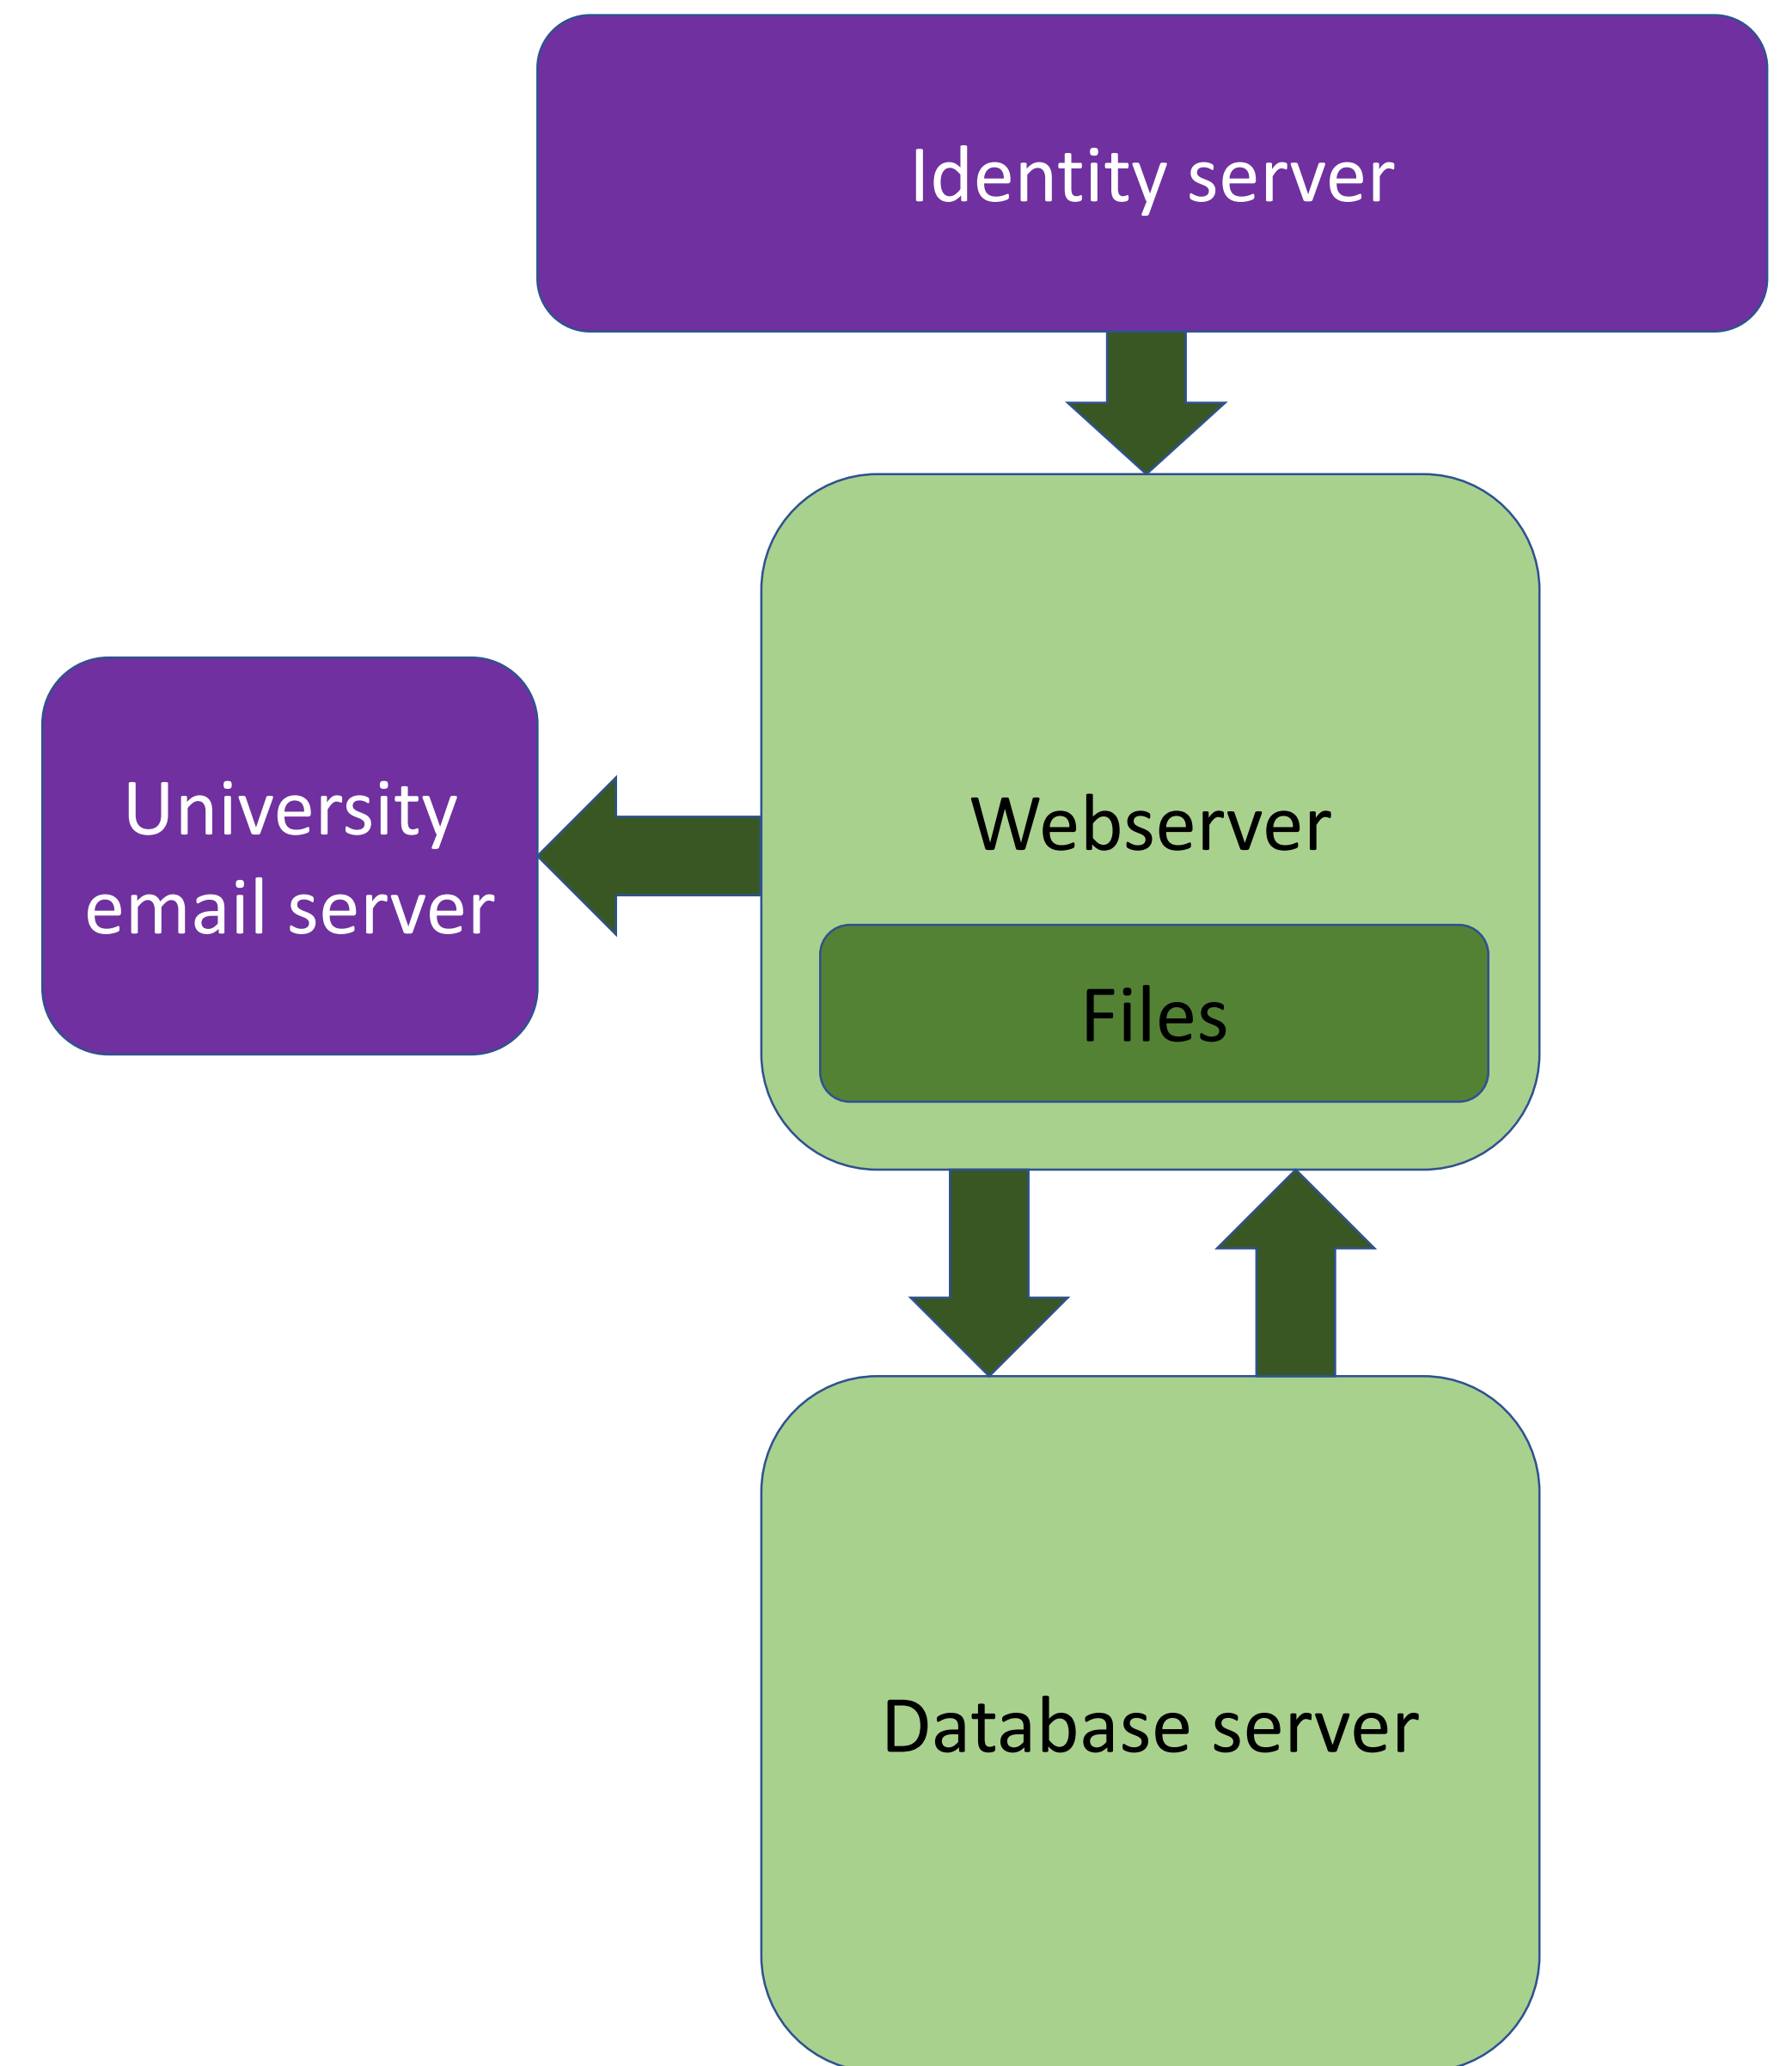 Identity server
University
email server
Webserver
Files
Database server